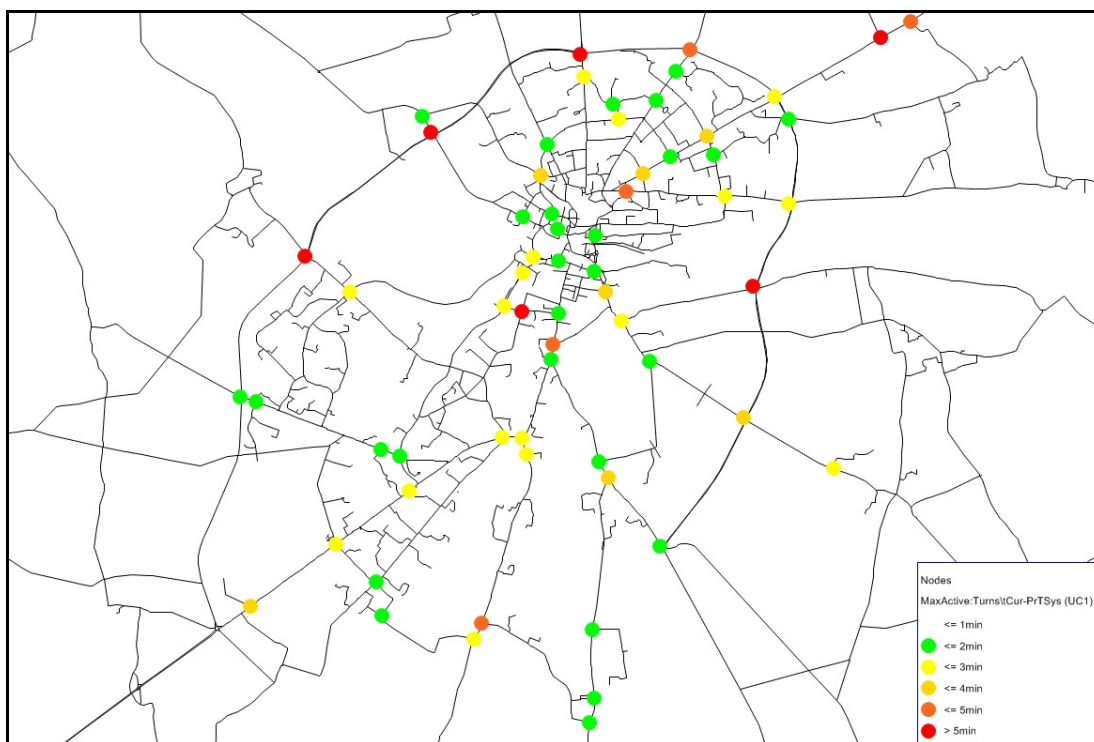 Nodes
MaxActive:Turns\tCur-PrTSys (UC1)
<= 1min
<= 2min
<= 3min
<= 4min
<= 5min
> 5min